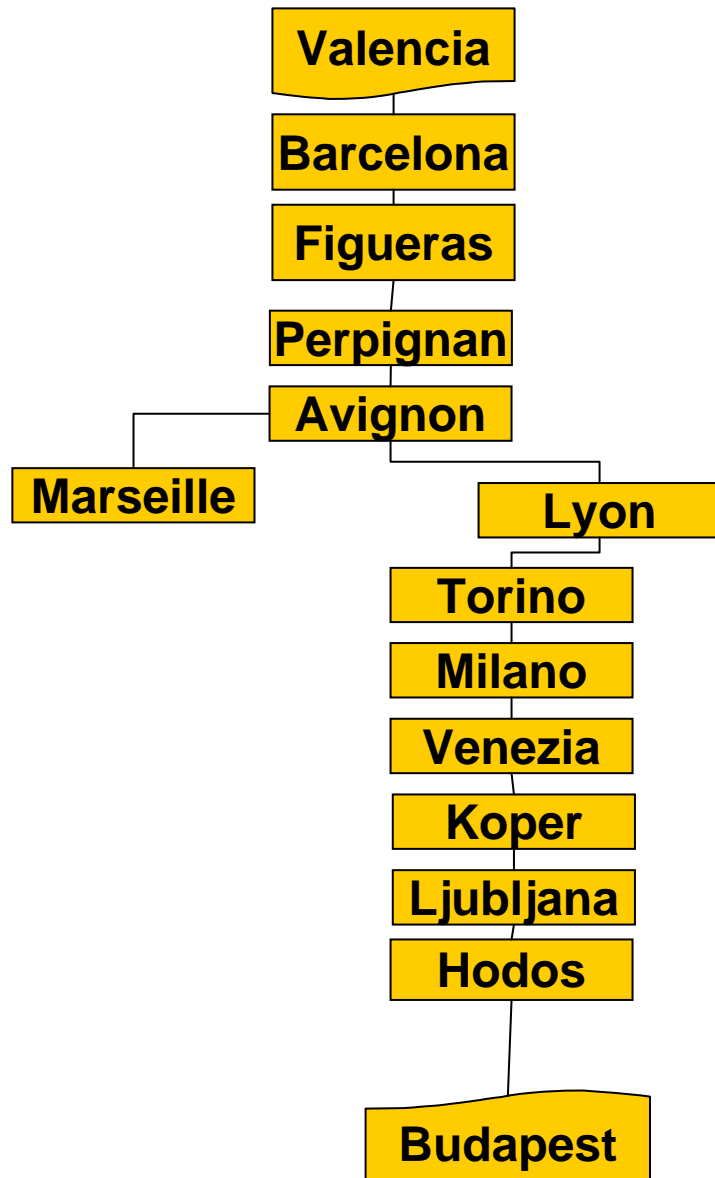 Valencia
Barcelona
Figueras
Perpignan
Avignon
Marseille
Lyon
Torino
Milano
Venezia
Koper
Ljubljana
Hodos
Budapest